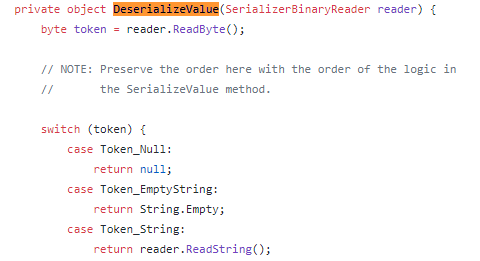 private object DeserializeValue(SerializerBinaryReader reader) {
    byte token = reader.ReadByte();

    // NOTE: Preserve the order here with the order of the logic in
    //       the SerializeValue method.

    switch (token) {
        case Token_Null:
            return null;
        case Token_EmptyString:
            return String.Empty;
        case Token_String:
            return reader.ReadString();